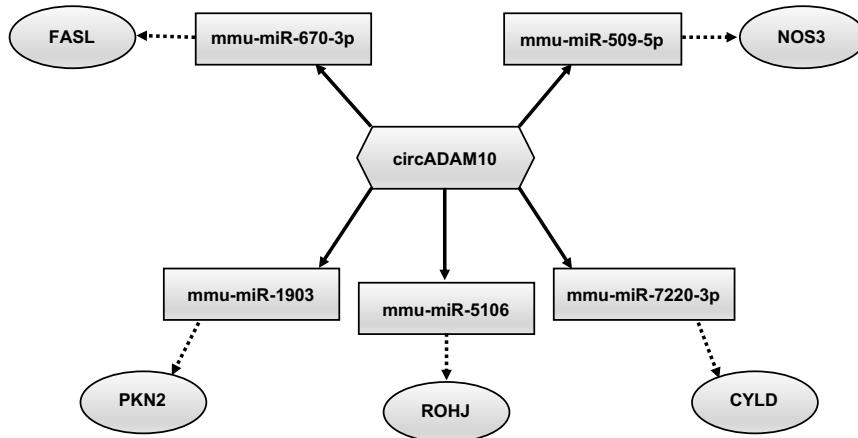 FASL
mmu-miR-670-3p
mmu-miR-509-5p
NOS3
circADAM10
mmu-miR-1903
mmu-miR-5106
mmu-miR-7220-3p
PKN2
ROHJ
CYLD